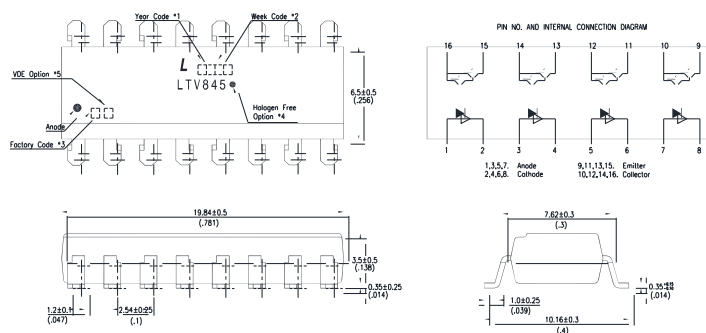 Year Code *1
Week Code *2
PIN NO. AND INTERNAL CONNECTION DIAGRAM
16 15 14 13 12 11 10 9
L
LTV845
VDE Option *5
6.5±0.5
(.256)
Halogen Free
Option *4
Anode
Factory Code *3
1 2 3 4 5 6 7 8
1,3,5,7. Anode
9,11,13,15. Emitter
2,4,6,8. Cathode
10,12,14,16. Collector
19.84±0.5
(.781)
7.62±0.3
(.3)
3.5±0.5
(.138)
0.35±0.25
(.014)
1.2±0.1
(.047)
2.54±0.25
(.1)
1.0±0.25
(.039)
0.35
(.014)
10.16±0.3
(.4)